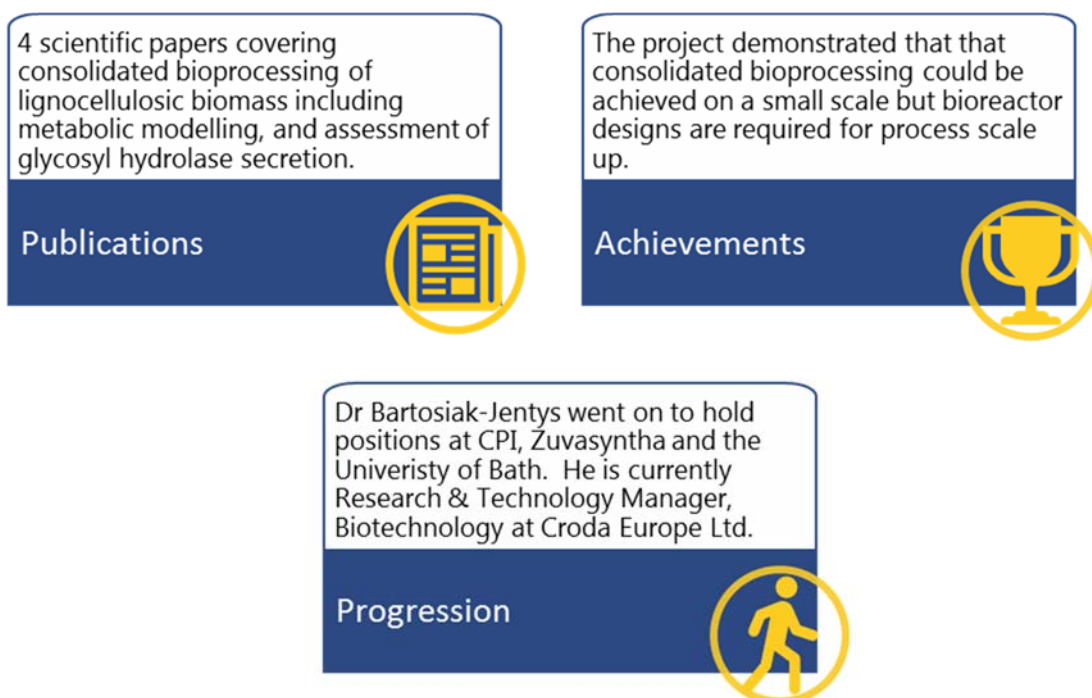 4 scientific papers covering
consolidated bioprocessing of
lignocellulosic biomass including
metabolic modelling, and assessment of
glycosyl hydrolase secretion.
Publications
The project demonstrated that that
consolidated bioprocessing could be
achieved on a small scale but bioreactor
designs are required for process scale
up.
Achievements
Dr Bartosiak-Jentys went on to hold
positions at CPI, Zuvasyntha and the
Univeristy of Bath. He is currently
Research & Technology Manager,
Biotechnology at Croda Europe Ltd.
Progression